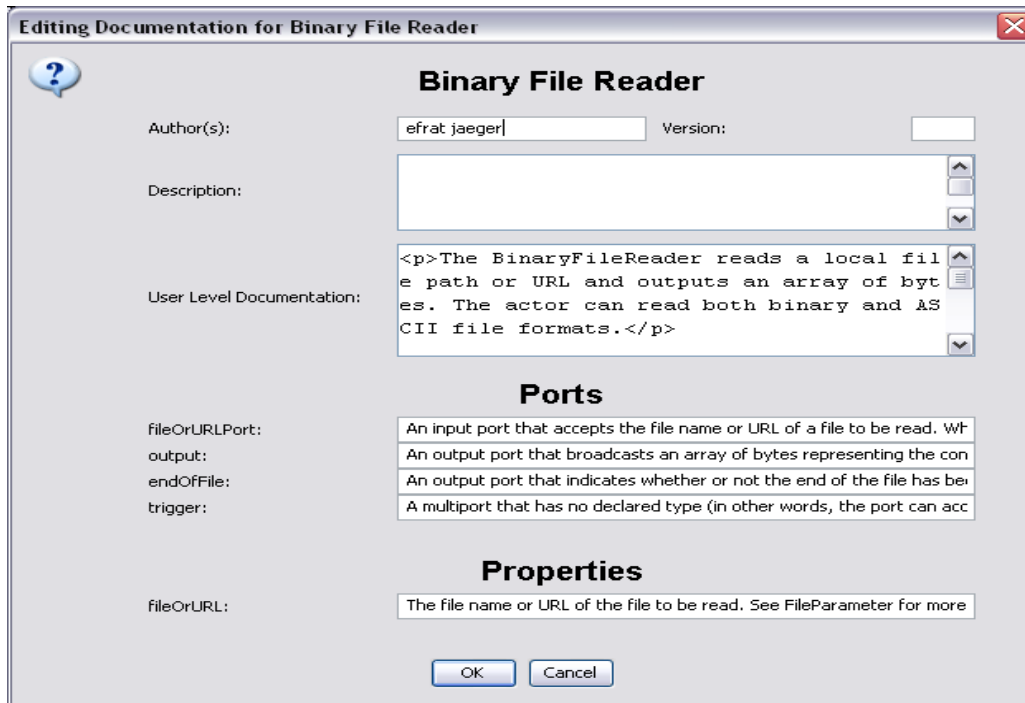 Editing Documentation for Binary File Reader
Binary File Reader
Author(s): efrat jaeger Version:
Description:
User Level Documentation:
<p>The BinaryFileReader reads a local fil
e path or URL and outputs an array of byt
es. The actor can read both binary and AS
CII file formats.</p>
Ports
fileOrURLPort: An input port that accepts the file name or URL of a file to be read. Wh
output: An output port that broadcasts an array of bytes representing the con
endOfFile: An output port that indicates whether or not the end of the file has be
trigger: A multiport that has no declared type (in other words, the port can acc
Properties
fileOrURL: The file name or URL of the file to be read. See FileParameter for more
OK Cancel